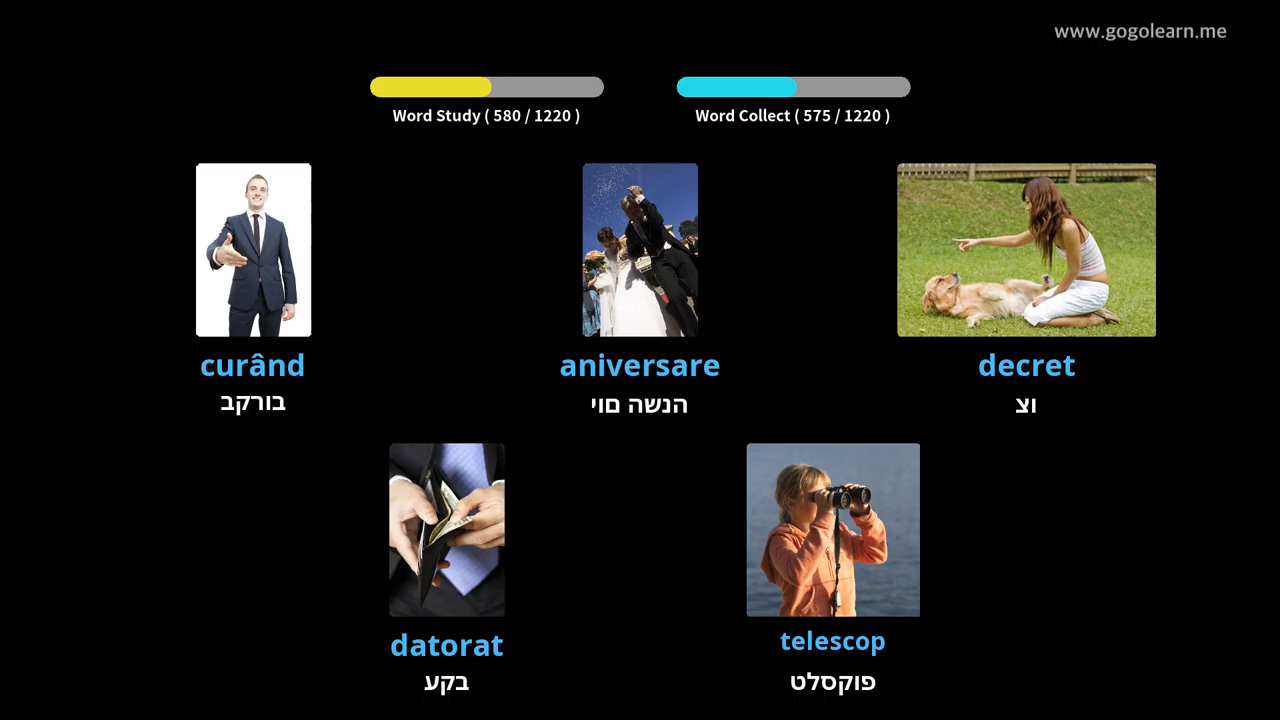 www.gogolearn.me
Word Study ( 580 / 1220 )
Word Collect ( 575 / 1220 )
curând
בורקב
aniversare
הנשה םוי
decret
וצ
datorat
בקע
telescop
פוקסלט